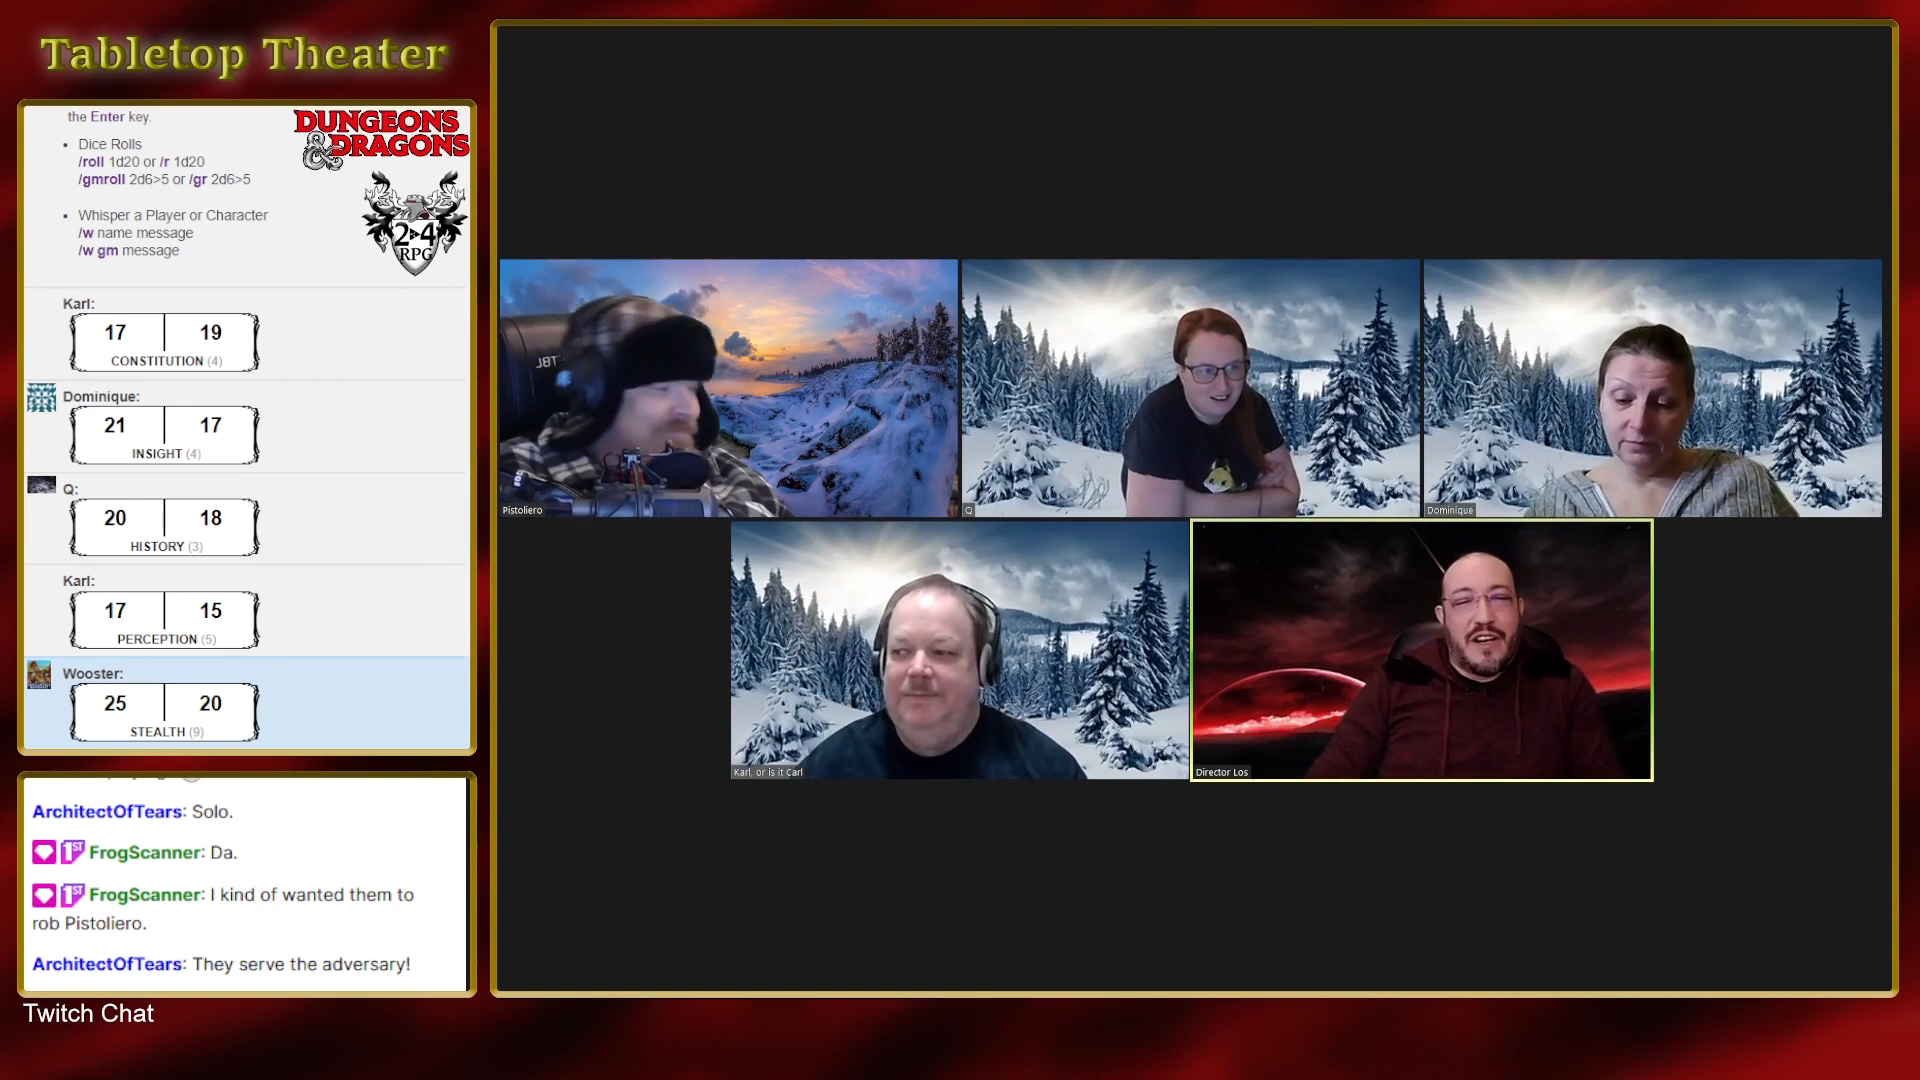 Tabletop Theater
the Enter key.
• Dice Rolls
/roll 1d20 or /r 1d20
/gmroll 2d6>5 or /gr 2d6>5
• Whisper a Player or Character
/w name message
/w gm message
DUNGEONS
& DRAGONS
2▸4
RPG
Karl:
17 19
CONSTITUTION (4)
Dominique:
21 17
INSIGHT (4)
Q:
20 18
HISTORY (3)
Karl:
17 15
PERCEPTION (5)
Wooster:
25 20
STEALTH (9)
ArchitectOfTears: Solo.
1ST FrogScanner: Da.
1ST FrogScanner: I kind of wanted them to
rob Pistoliero.
ArchitectOfTears: They serve the adversary!
Twitch Chat
Pistoliero
Q
Dominique
Karl, or is it Carl
Director Los